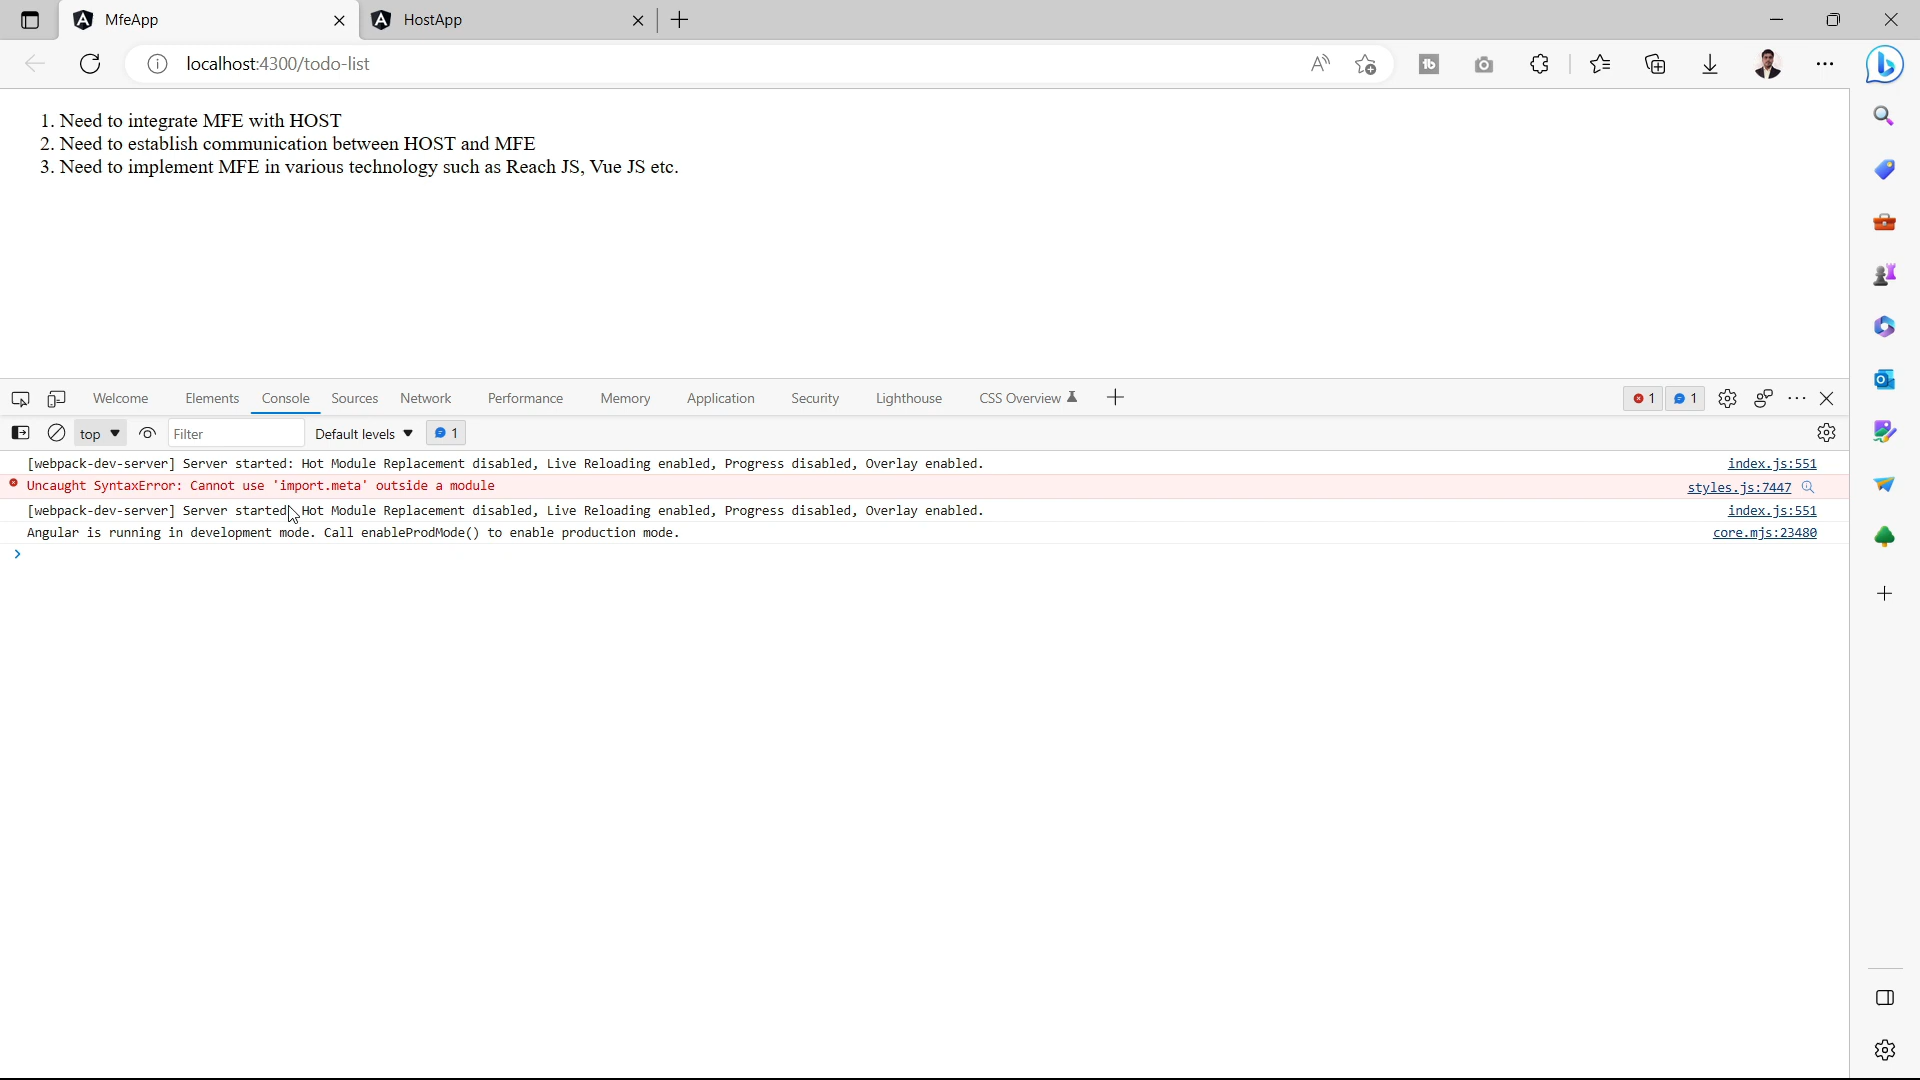 MfeApp
HostApp
localhost:4300/todo-list
1. Need to integrate MFE with HOST
2. Need to establish communication between HOST and MFE
3. Need to implement MFE in various technology such as Reach JS, Vue JS etc.
Welcome Elements Console Sources Network Performance Memory Application Security Lighthouse CSS Overview 1 1
top Filter Default levels 1
[webpack-dev-server] Server started: Hot Module Replacement disabled, Live Reloading enabled, Progress disabled, Overlay enabled. index.js:551
Uncaught SyntaxError: Cannot use 'import.meta' outside a module styles.js:7447
[webpack-dev-server] Server started: Hot Module Replacement disabled, Live Reloading enabled, Progress disabled, Overlay enabled. index.js:551
Angular is running in development mode. Call enableProdMode() to enable production mode. core.mjs:23480